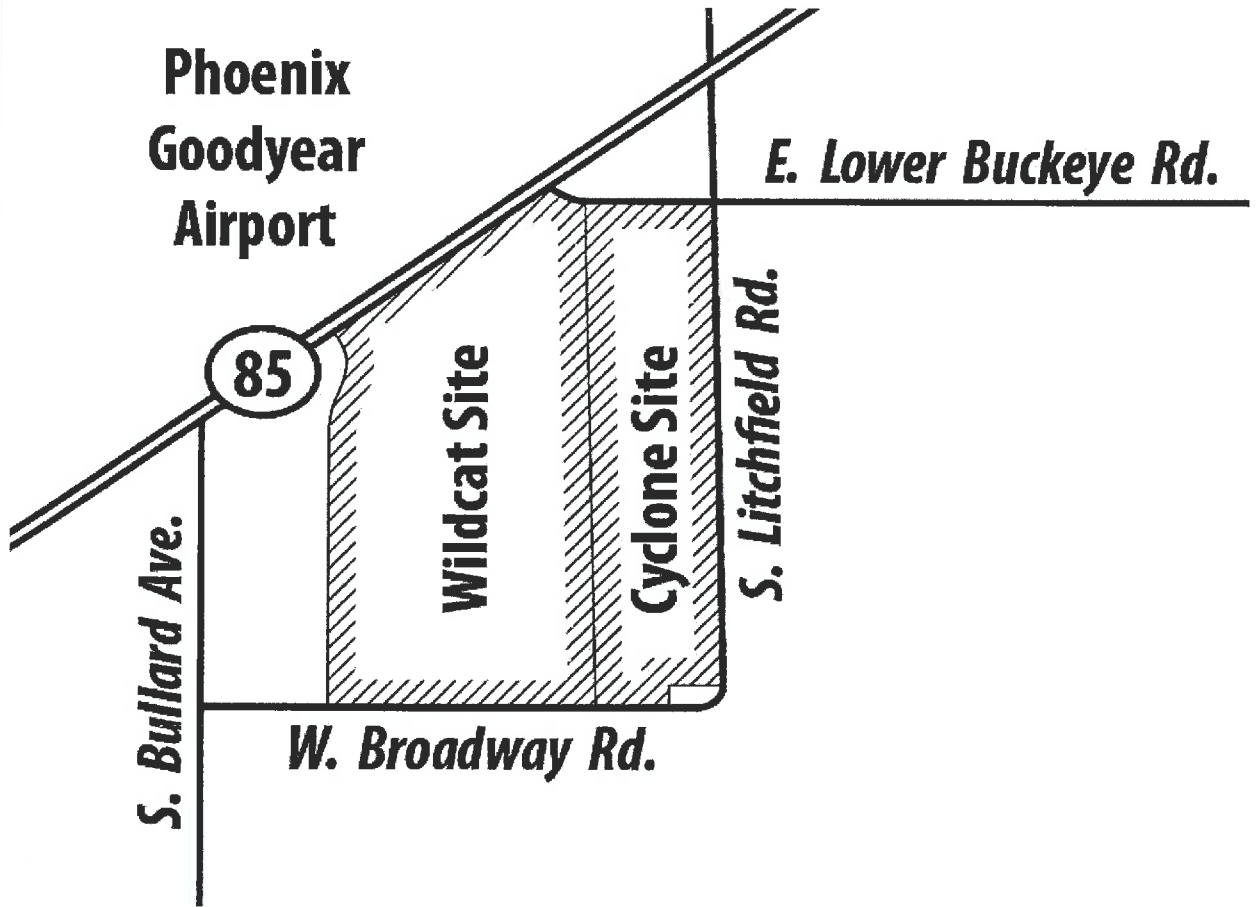 Phoenix
Goodyear
Airport
E. Lower Buckeye Rd.
85
Wildcat Site
Cyclone Site
S. Litchfield Rd.
S. Bullard Ave.
W. Broadway Rd.